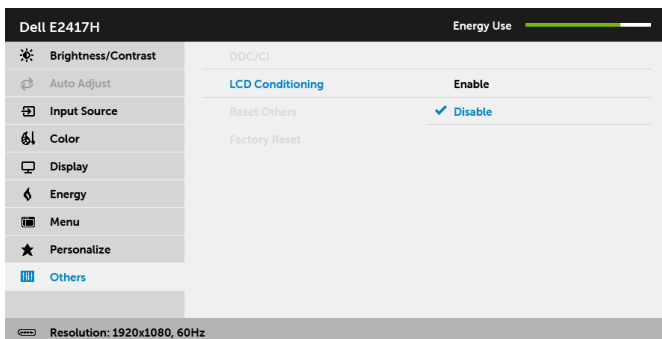 Dell E2417H Energy Use
Brightness/Contrast DDC/CI
Auto Adjust LCD Conditioning Enable
Input Source Reset Others Disable
Color Factory Reset
Display
Energy
Menu
Personalize
Others
Resolution: 1920x1080, 60Hz